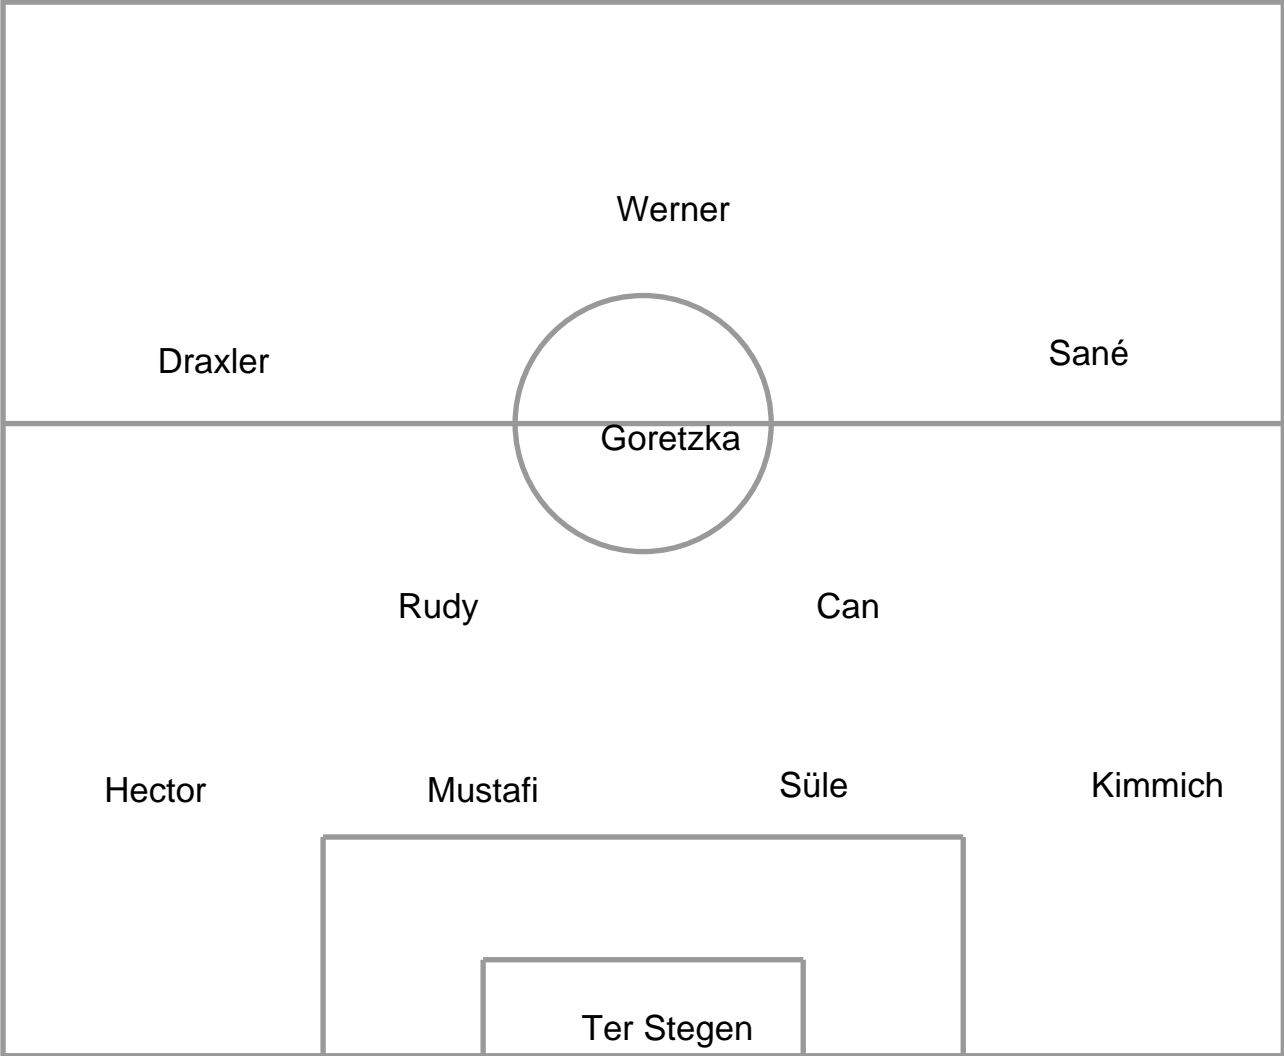 Werner
Draxler
Sané
Goretzka
Rudy
Can
Hector
Mustafi
Süle
Kimmich
Ter Stegen